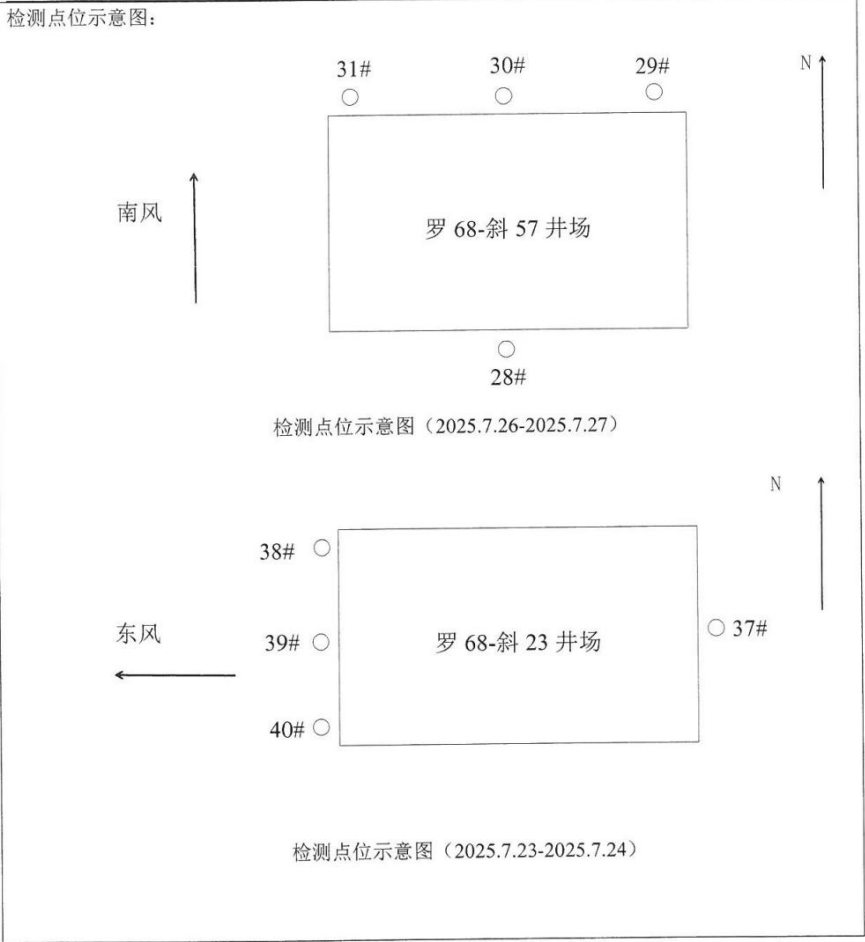 检测点位示意图：
31# 30# 29#
N
南风
罗 68-斜 57 井场
28#
检测点位示意图（2025.7.26-2025.7.27）
N
38#
东风
39#
罗 68-斜 23 井场
37#
40#
检测点位示意图（2025.7.23-2025.7.24）